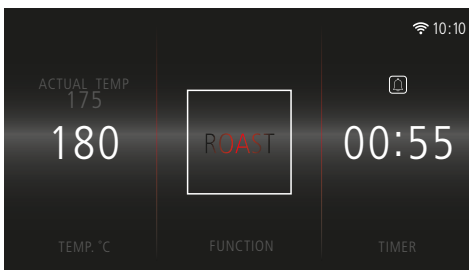 10:10
ACTUAL TEMP
175
180
ROAST
00:55
TEMP. °C
FUNCTION
TIMER